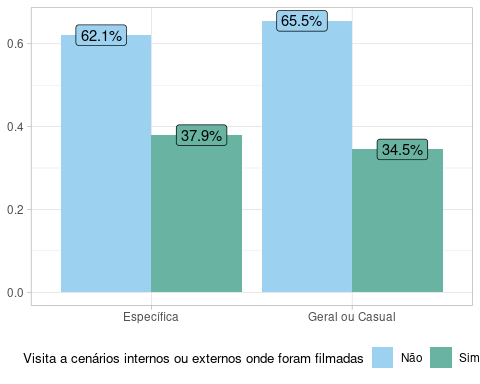 65.5%
62.1%
0.6
0.4
37.9%
34.5%
0.2
0.0
Específica
Geral ou Casual
Visita a cenários internos ou externos onde foram filmadas
Não
Sim